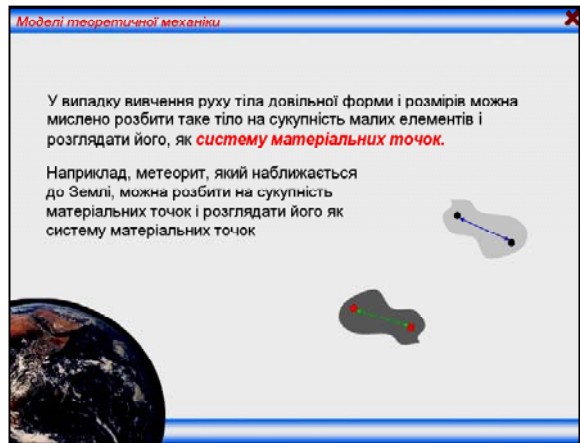 Моделі теоретичної механіки
У випадку вивчення руху тіла довільної форми і розмірів можна
мислено розбити таке тіло на сукупність малих елементів і
розглядати його, як систему матеріальних точок.
Наприклад, метеорит, який наближається
до Землі, можна розбити на сукупність
матеріальних точок і розглядати його як
систему матеріальних точок